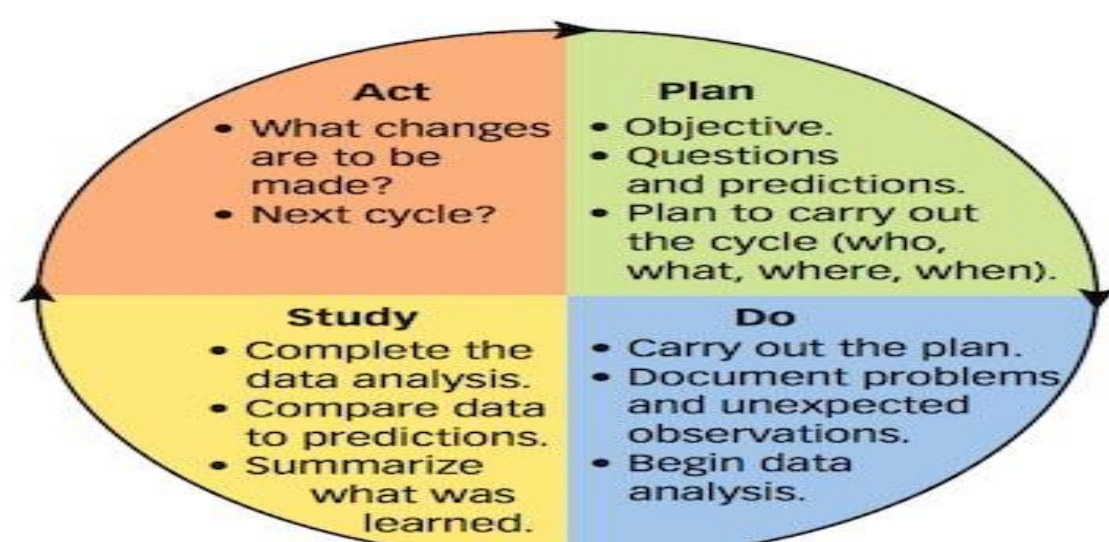 Act
• What changes
are to be
made?
• Next cycle?
Plan
• Objective.
• Questions
and predictions.
• Plan to carry out
the cycle (who,
what, where, when).
Study
• Complete the
data analysis.
• Compare data
to predictions.
• Summarize
what was
learned.
Do
• Carry out the plan.
• Document problems
and unexpected
observations.
• Begin data
analysis.